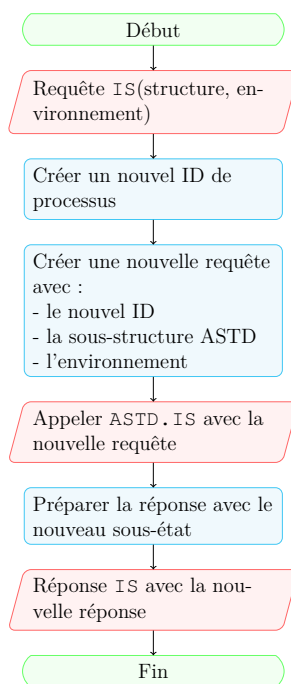 Début
Requête IS(structure, en-
vironnement)
Créer un nouvel ID de
processus
Créer une nouvelle requête
avec :
- le nouvel ID
- la sous-structure ASTD
- l'environnement
Appeler ASTD.IS avec la
nouvelle requête
Préparer la réponse avec le
nouveau sous-état
Réponse IS avec la nou-
velle réponse
Fin